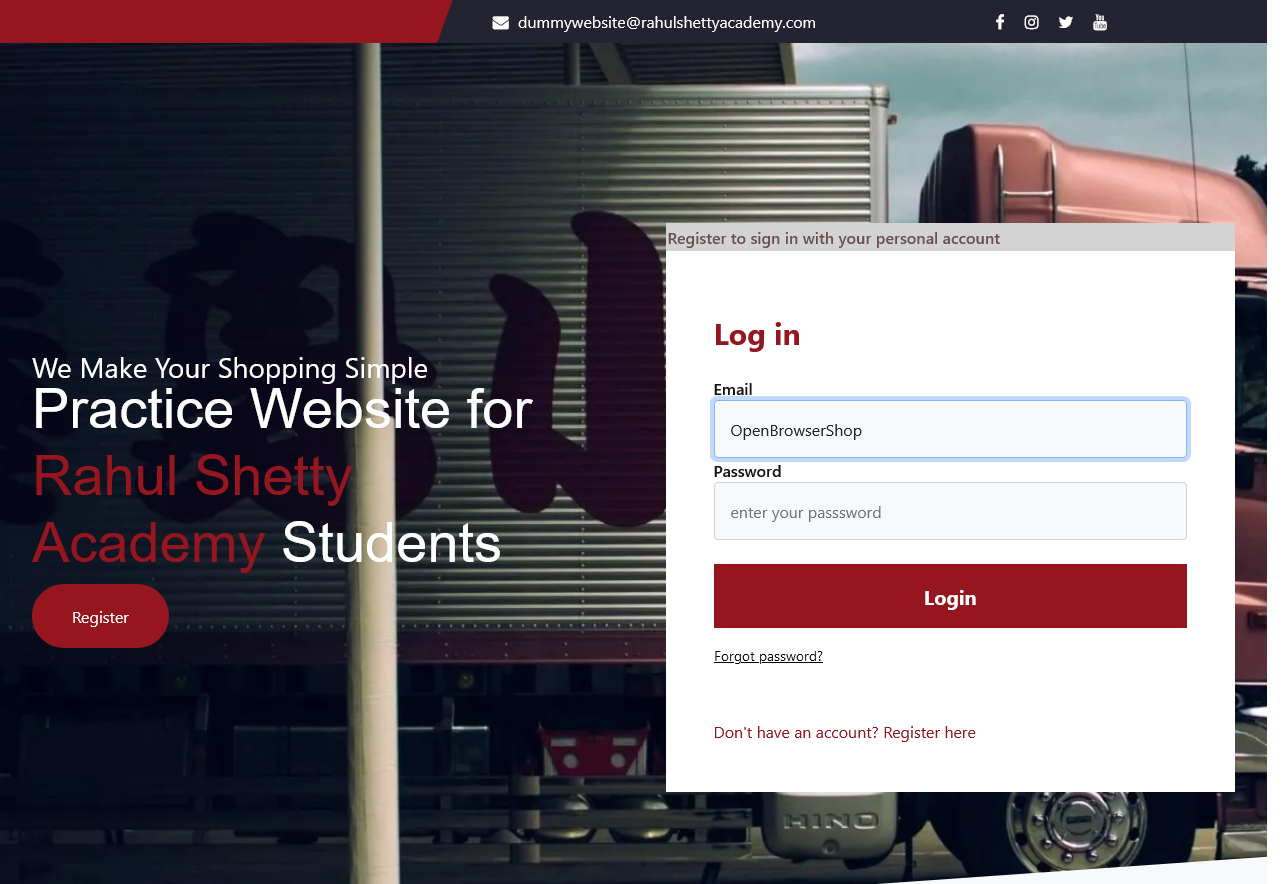 dummywebsite@rahulshettyacademy.com
We Make Your Shopping Simple
Practice Website for
Rahul Shetty
Academy Students
Register
Register to sign in with your personal account
Log in
Email
OpenBrowserShop
Password
enter your passsword
Login
Forgot password?
Don't have an account? Register here
HINO